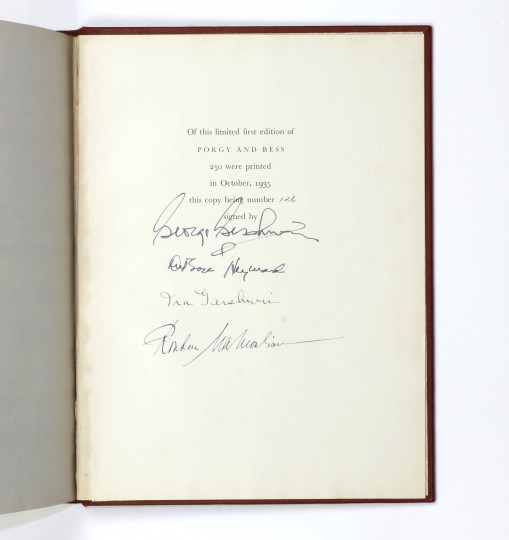 Of this limited first edition of
PORGY AND BESS
250 were printed
in October, 1935
this copy being number 126
signed by
George Gershwin
DuBose Heyward
Ira Gershwin
Rouben Mamoulian